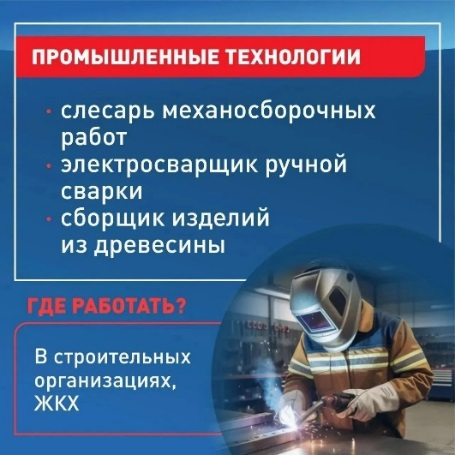 ПРОМЫШЛЕННЫЕ ТЕХНОЛОГИИ
· слесарь механосборочных
работ
· электросварщик ручной
сварки
· сборщик изделий
из древесины
ГДЕ РАБОТАТЬ?
В строительных
организациях,
ЖКХ